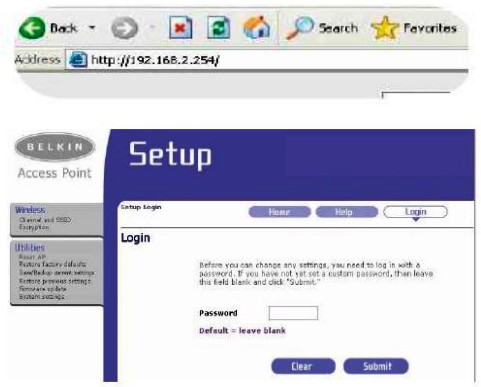 Back Search Favorites
Address http://192.168.2.254/
BELKIN
Access Point
Setup
Wireless
Channel and SSID
Encryption
Utilities
Reset AP
Restore factory defaults
Save/Backup current settings
Restore previous settings
Firmware update
System settings
Setup Login
Home Help Login
Login
Before you can change any settings, you need to log in with a
password. If you have not yet set a custom password, then leave
this field blank and click "Submit."
Password
Default = leave blank
Clear Submit